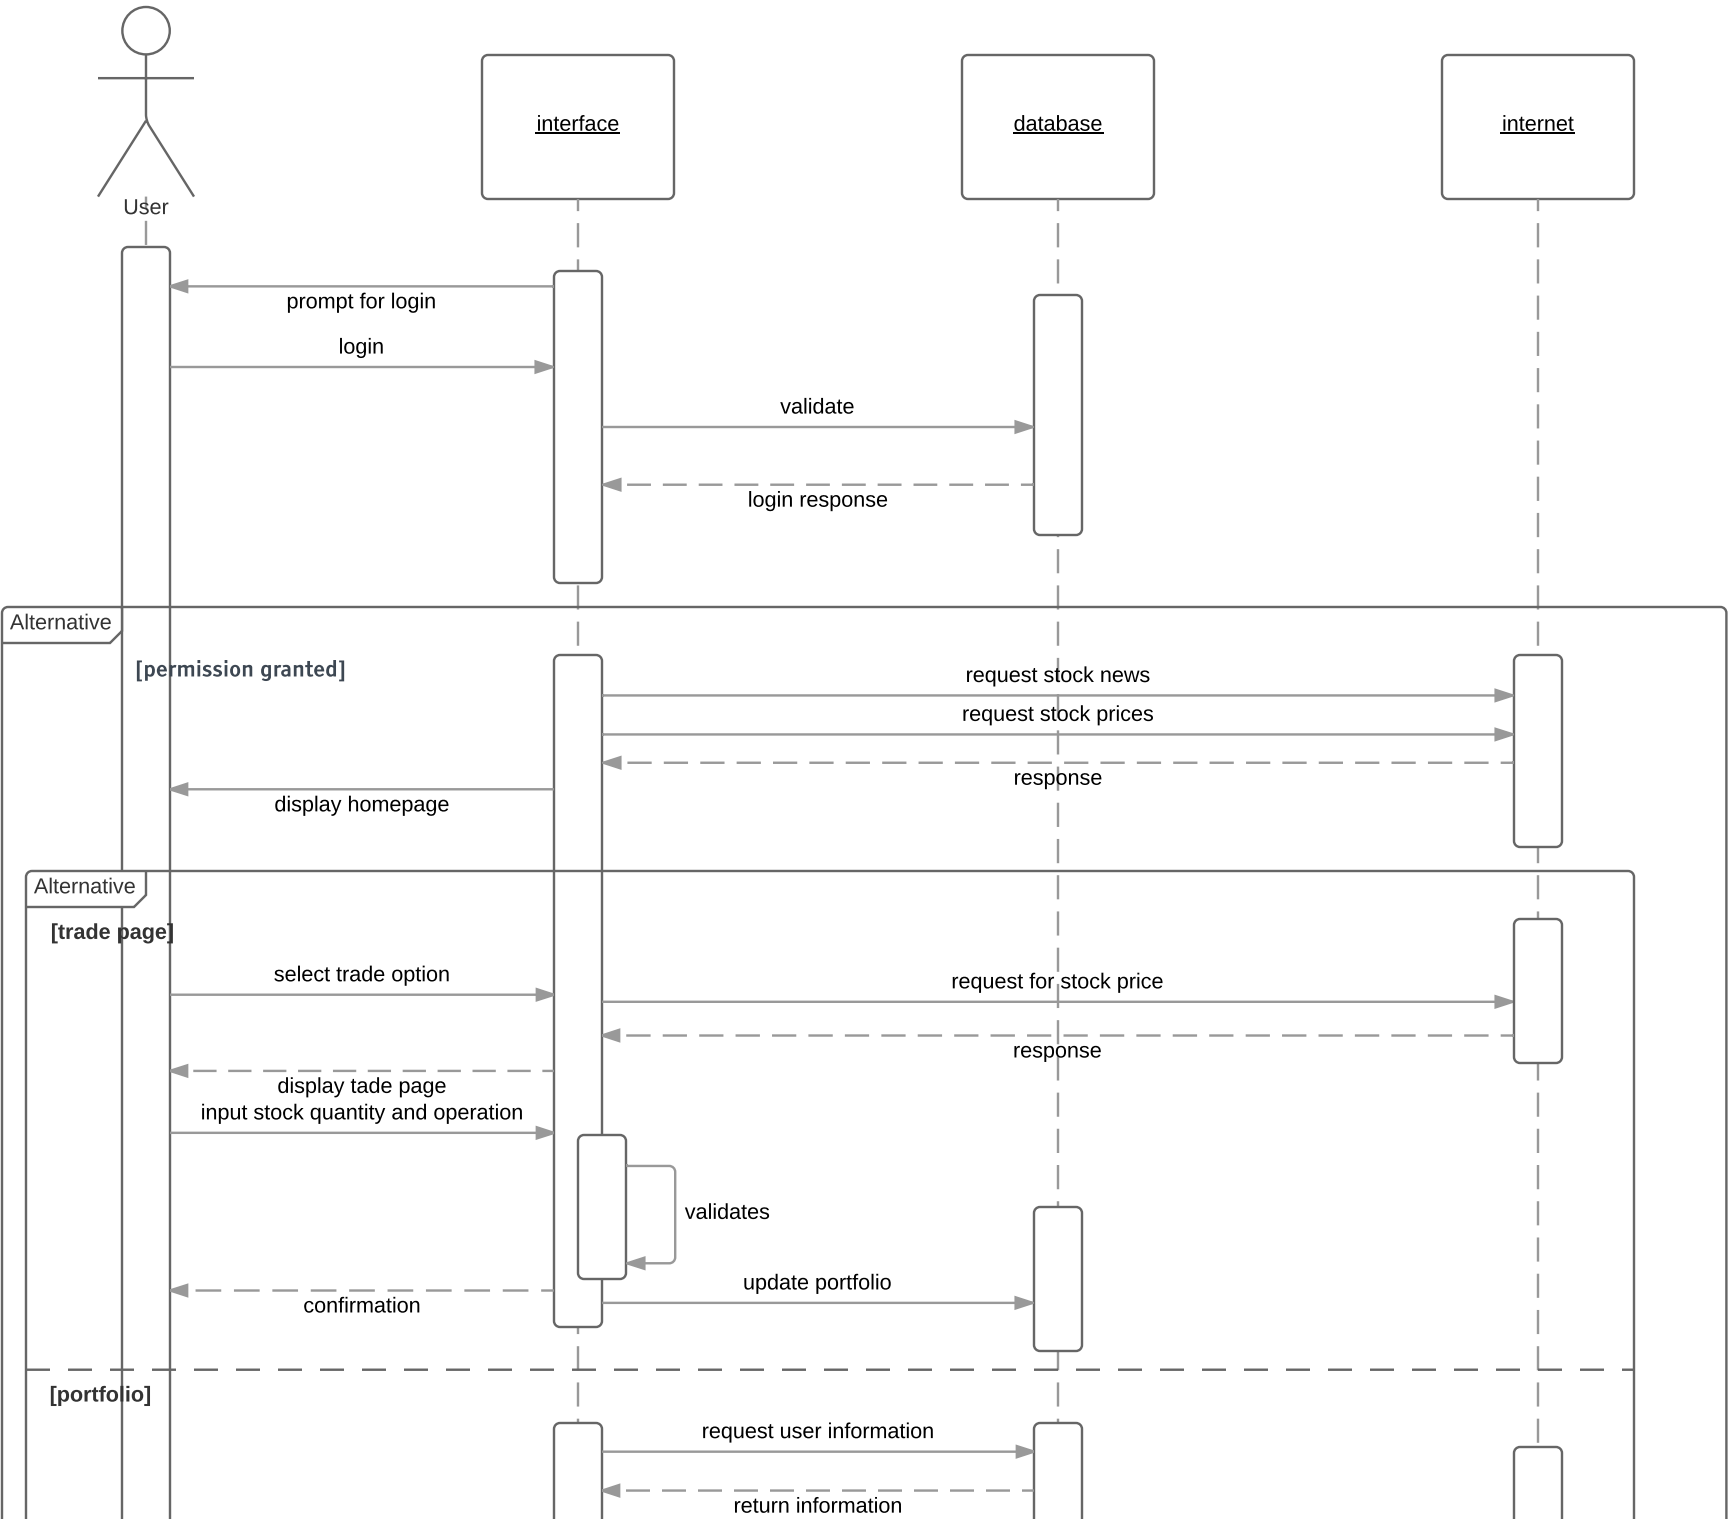 User
interface
database
internet
prompt for login
login
validate
login response
Alternative
[permission granted]
request stock news
request stock prices
response
display homepage
Alternative
[trade page]
select trade option
request for stock price
response
display tade page
input stock quantity and operation
validates
update portfolio
confirmation
[portfolio]
request user information
return information